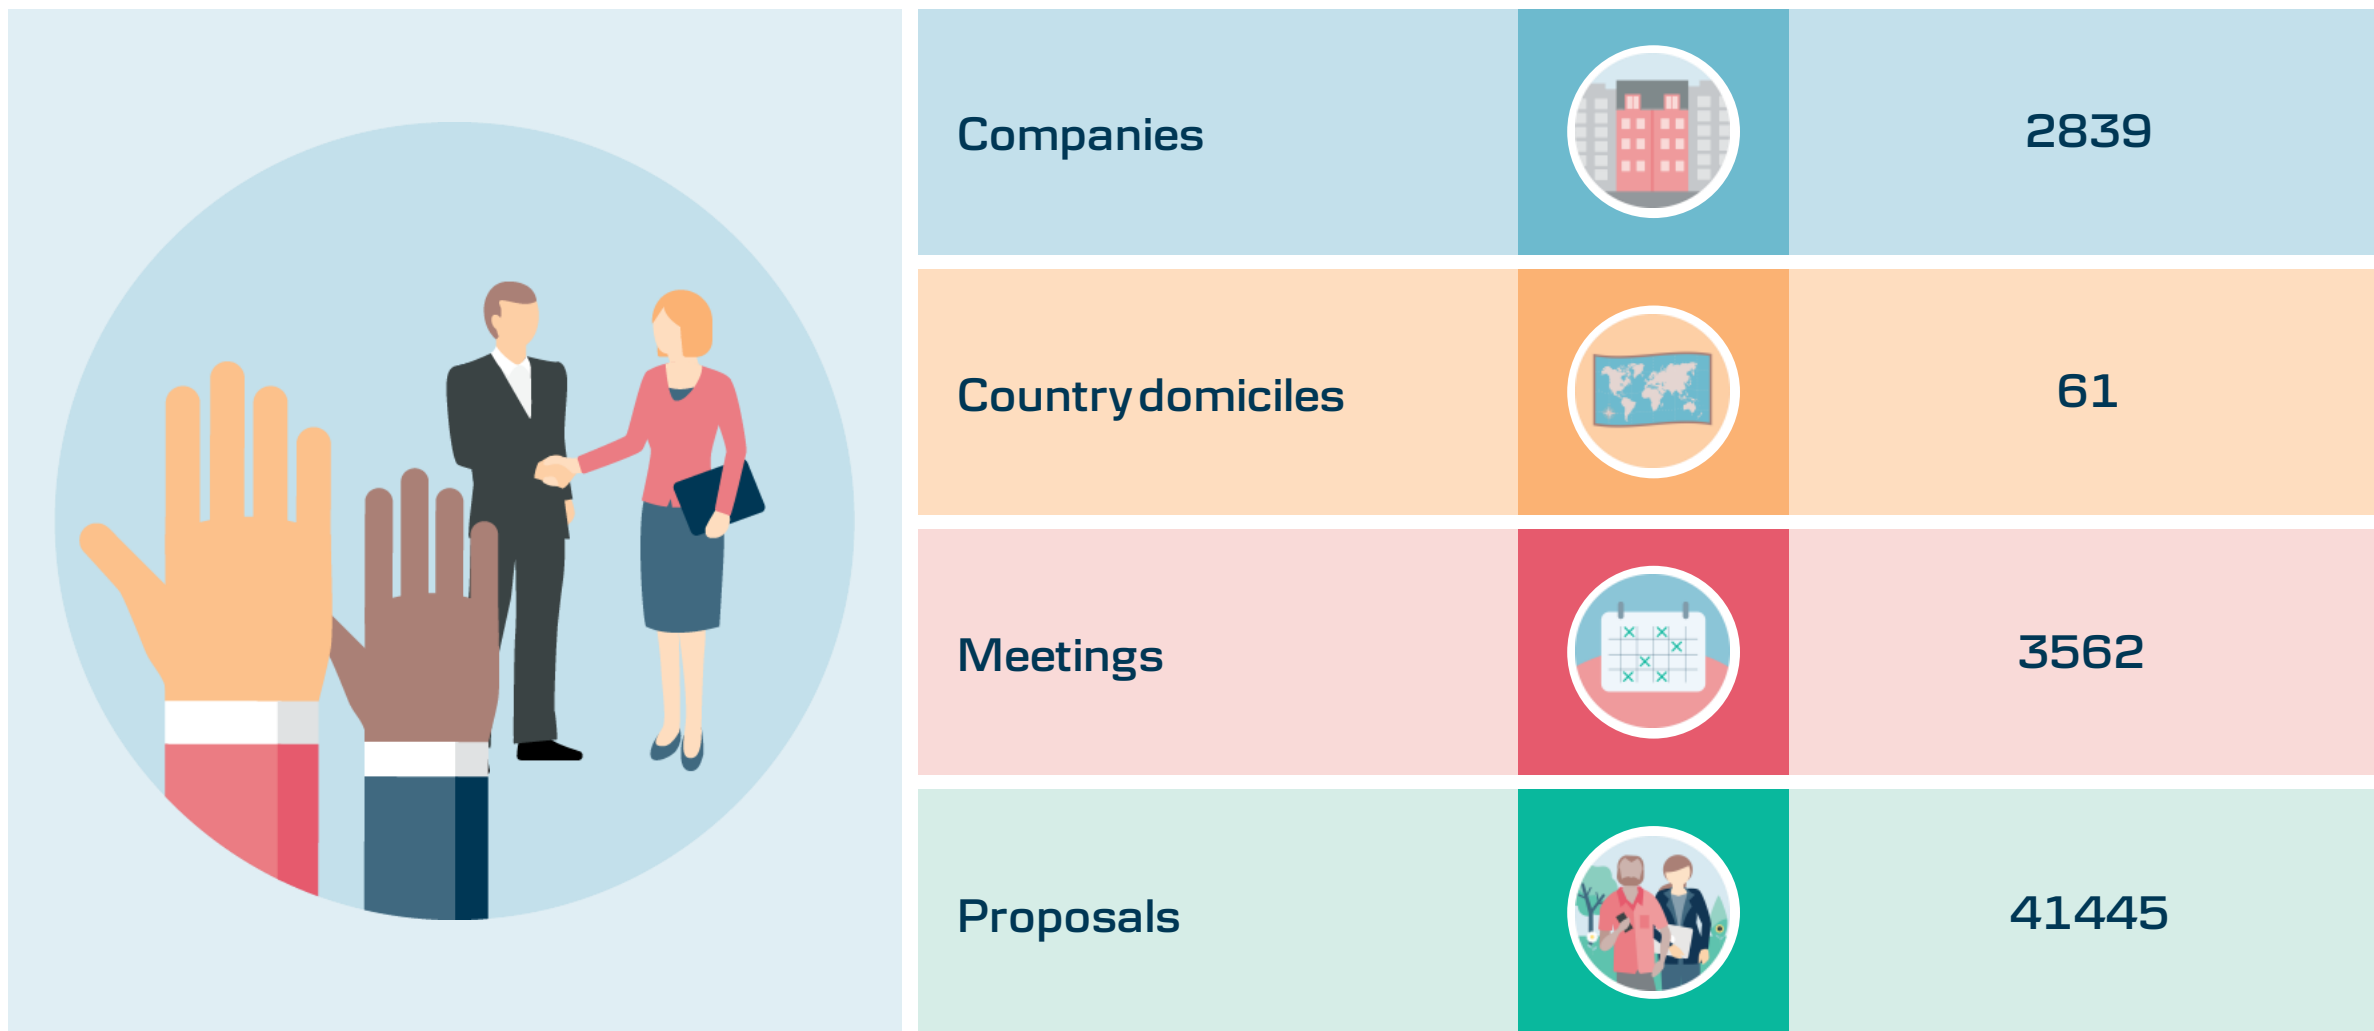 Companies
2839
Country domiciles
61
Meetings
3562
Proposals
41445